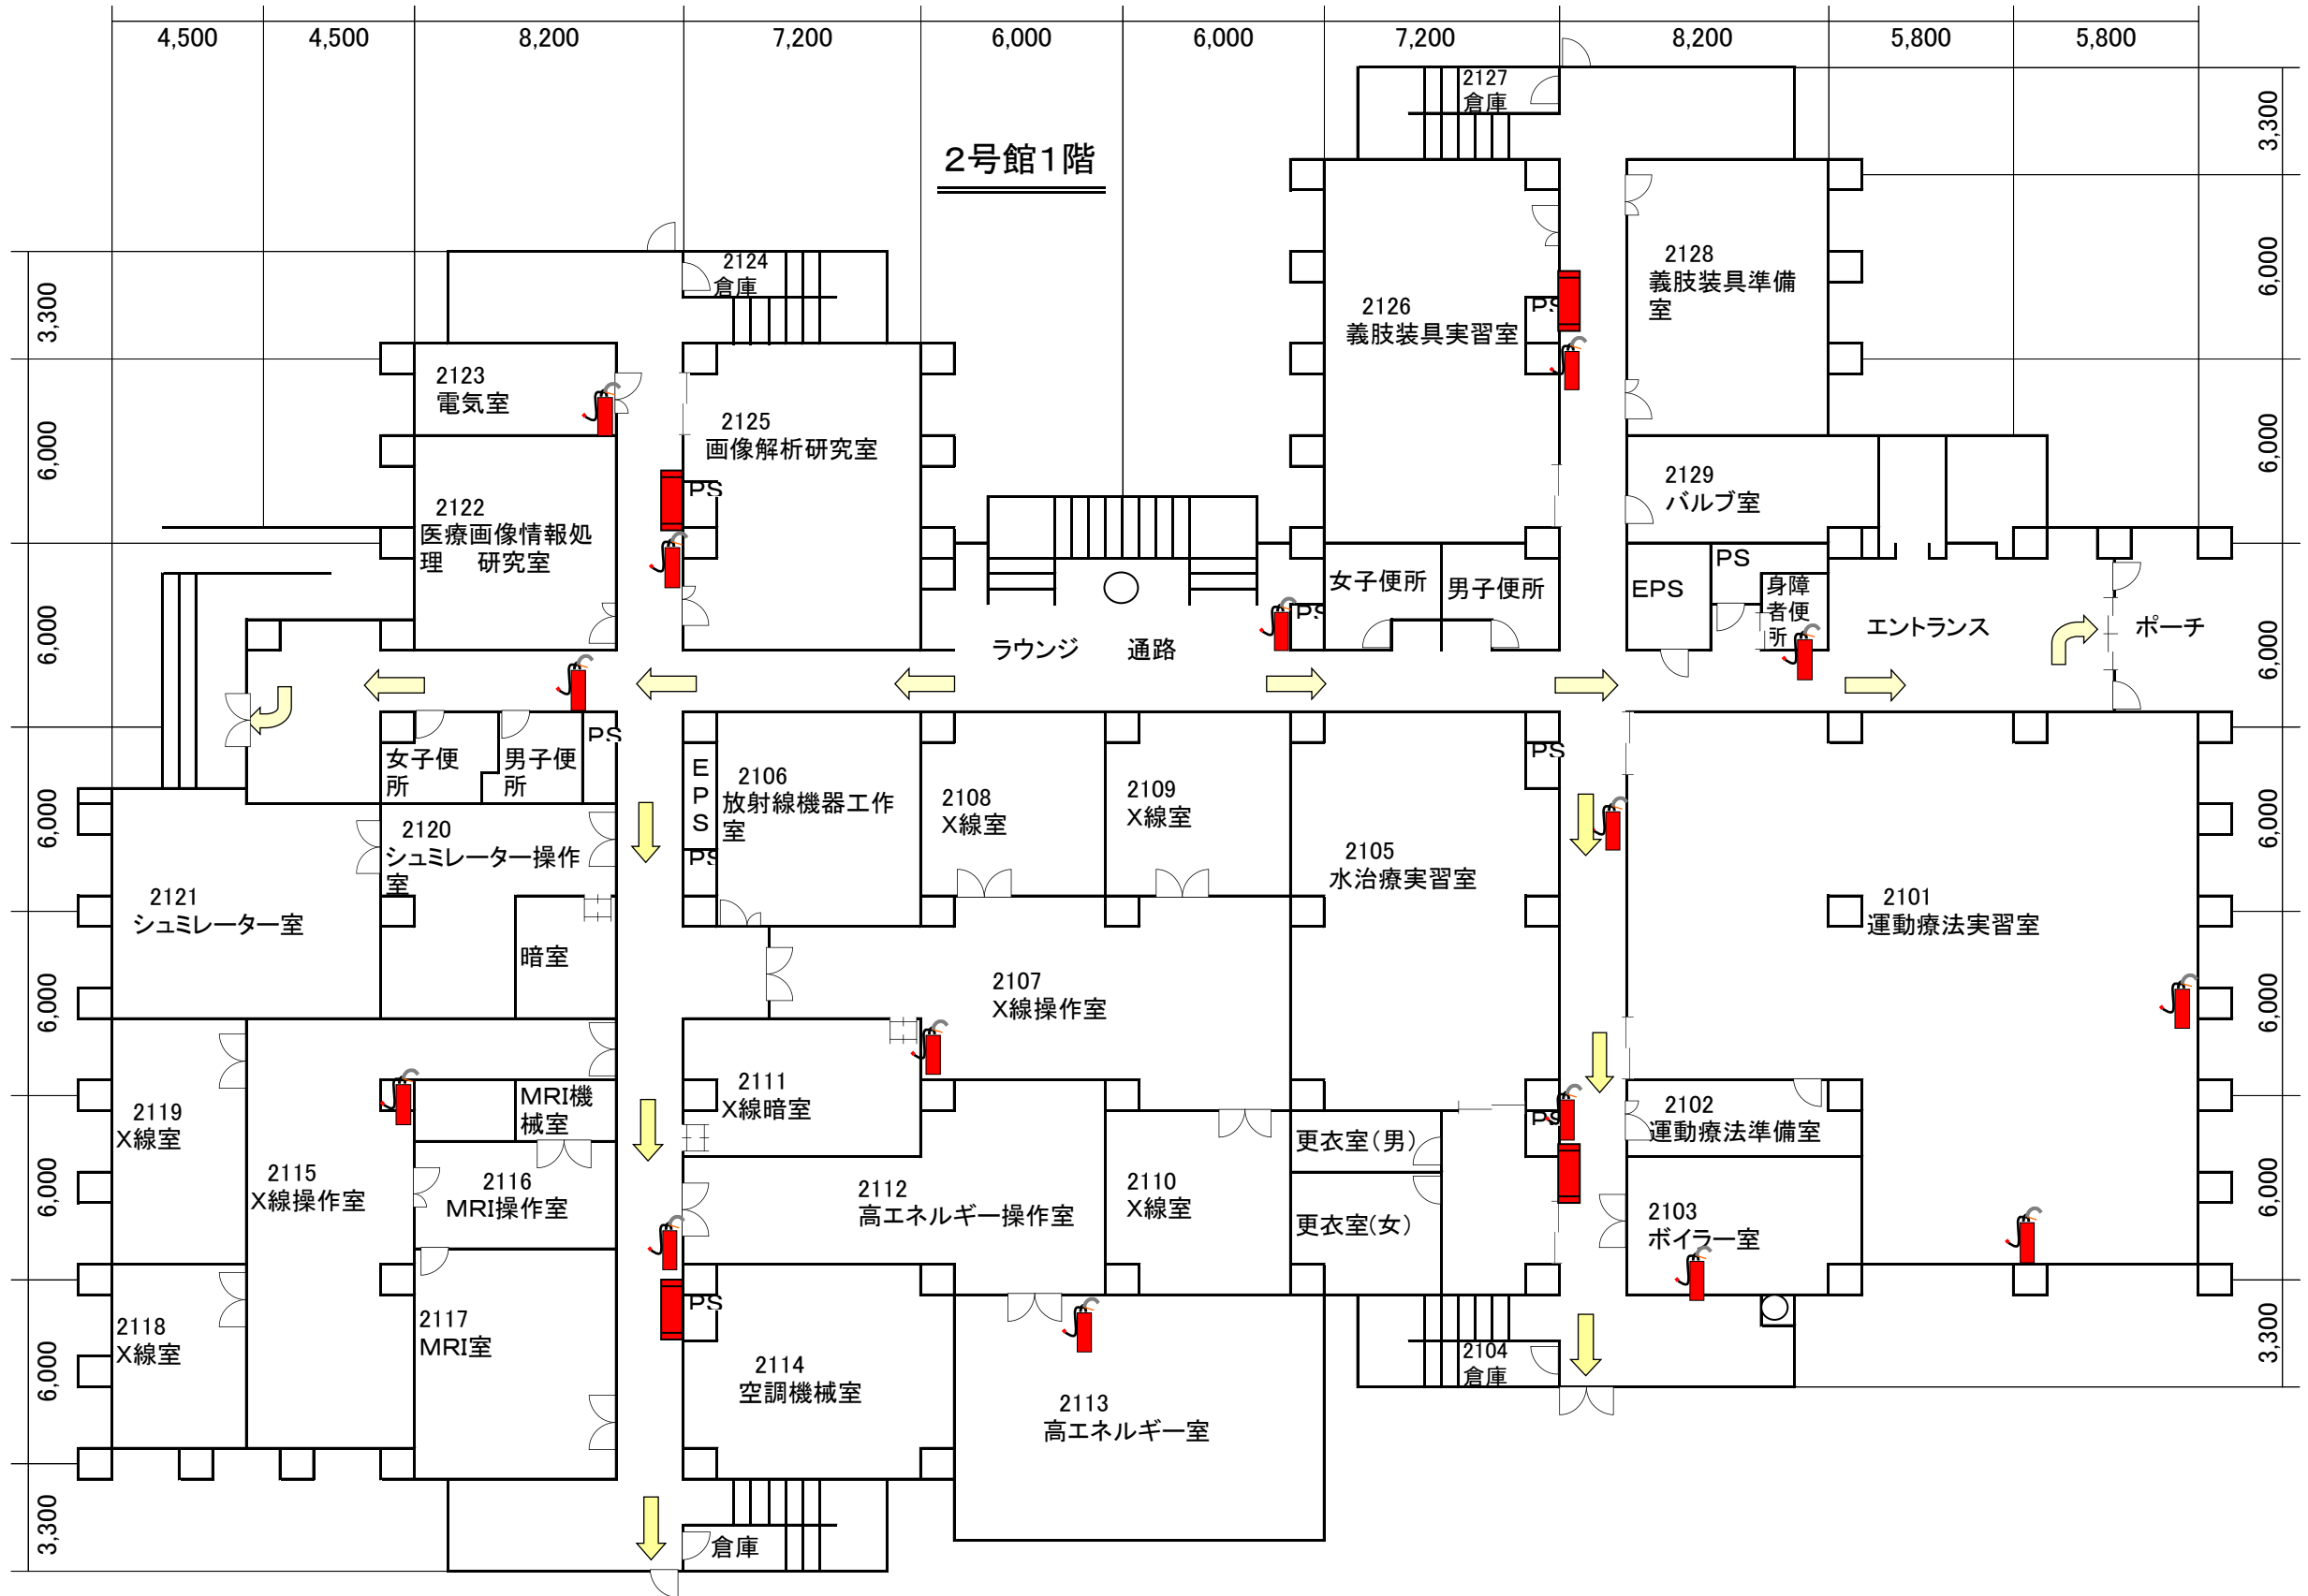 4,500
4,500
8,200
7,200
6,000
6,000
7,200
8,200
5,800
5,800
2号館1階
3,300
6,000
6,000
6,000
6,000
6,000
6,000
3,300
3,300
6,000
6,000
6,000
6,000
6,000
6,000
3,300
2127
倉庫
2124
倉庫
2128
義肢装具準備
室
2126
義肢装具実習室
PS
2123
電気室
2125
画像解析研究室
PS
2129
バルブ室
2122
医療画像情報処
理 研究室
女子便所
男子便所
PS
EPS
PS
身障
者便
所
エントランス
ポーチ
ラウンジ
通路
女子便
所
男子便
所
PS
EPS
PS
2106
放射線機器工作
室
2108
X線室
2109
X線室
PS
2105
水治療実習室
2101
運動療法実習室
2120
シュミレーター操作
室
2121
シュミレーター室
暗室
2107
X線操作室
2111
X線暗室
MRI機
械室
2119
X線室
2115
X線操作室
2116
MRI操作室
2112
高エネルギー操作室
2110
X線室
更衣室(男)
更衣室(女)
PS
2102
運動療法準備室
2103
ボイラー室
2118
X線室
2117
MRI室
PS
2114
空調機械室
2113
高エネルギー室
2104
倉庫
倉庫